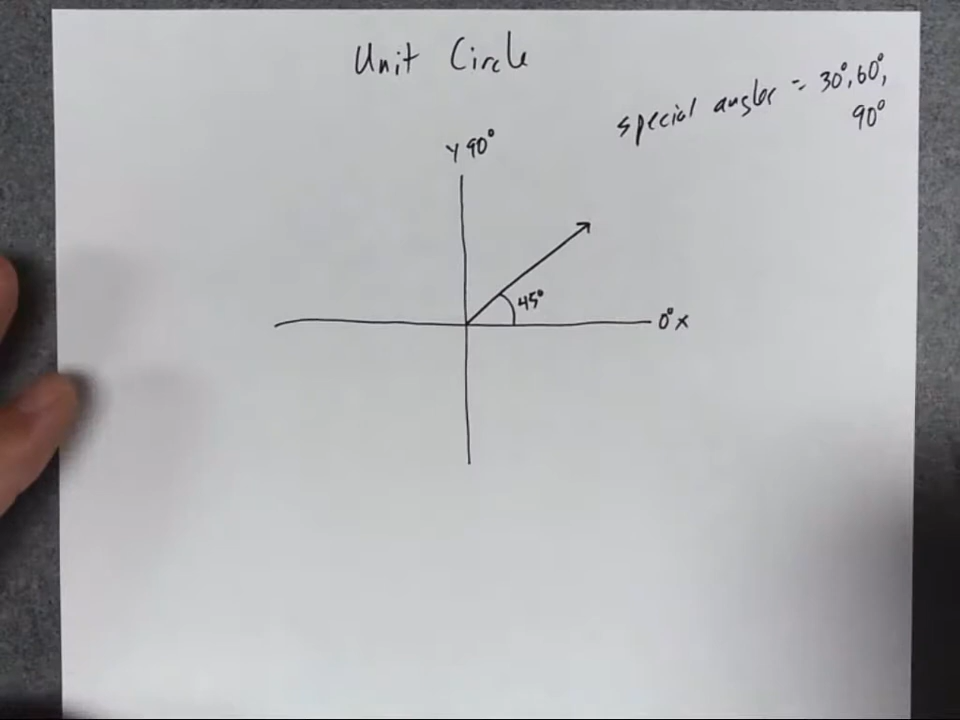 Unit Circle
special angles = 30°, 60°,
90°
y 90°
45°
0° x